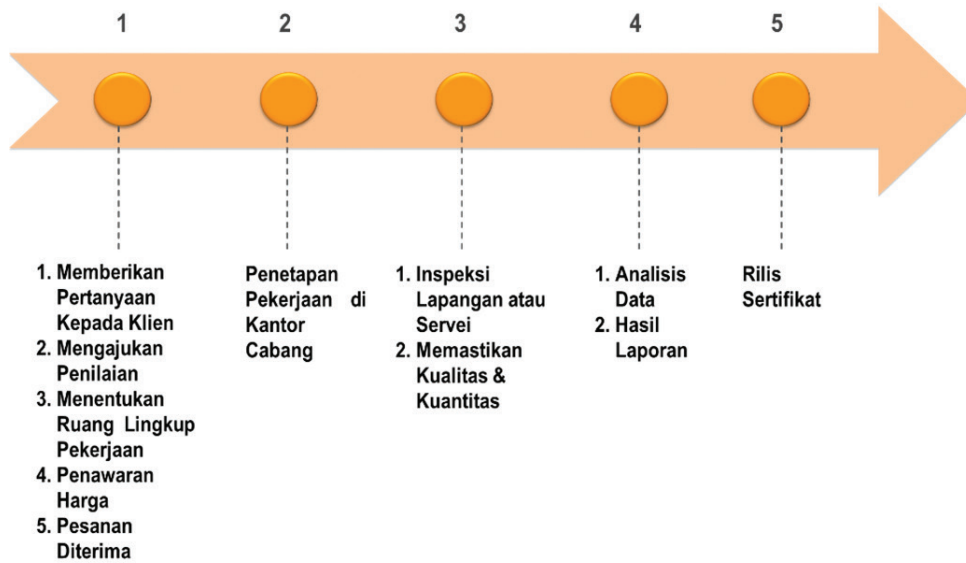 1 2 3 4 5
1. Memberikan
Pertanyaan
Kepada Klien
2. Mengajukan
Penilaian
3. Menentukan
Ruang Lingkup
Pekerjaan
4. Penawaran
Harga
5. Pesanan
Diterima
Penetapan
Pekerjaan di
Kantor
Cabang
1. Inspeksi
Lapangan atau
Servei
2. Memastikan
Kualitas &
Kuantitas
1. Analisis
Data
2. Hasil
Laporan
Rilis
Sertifikat